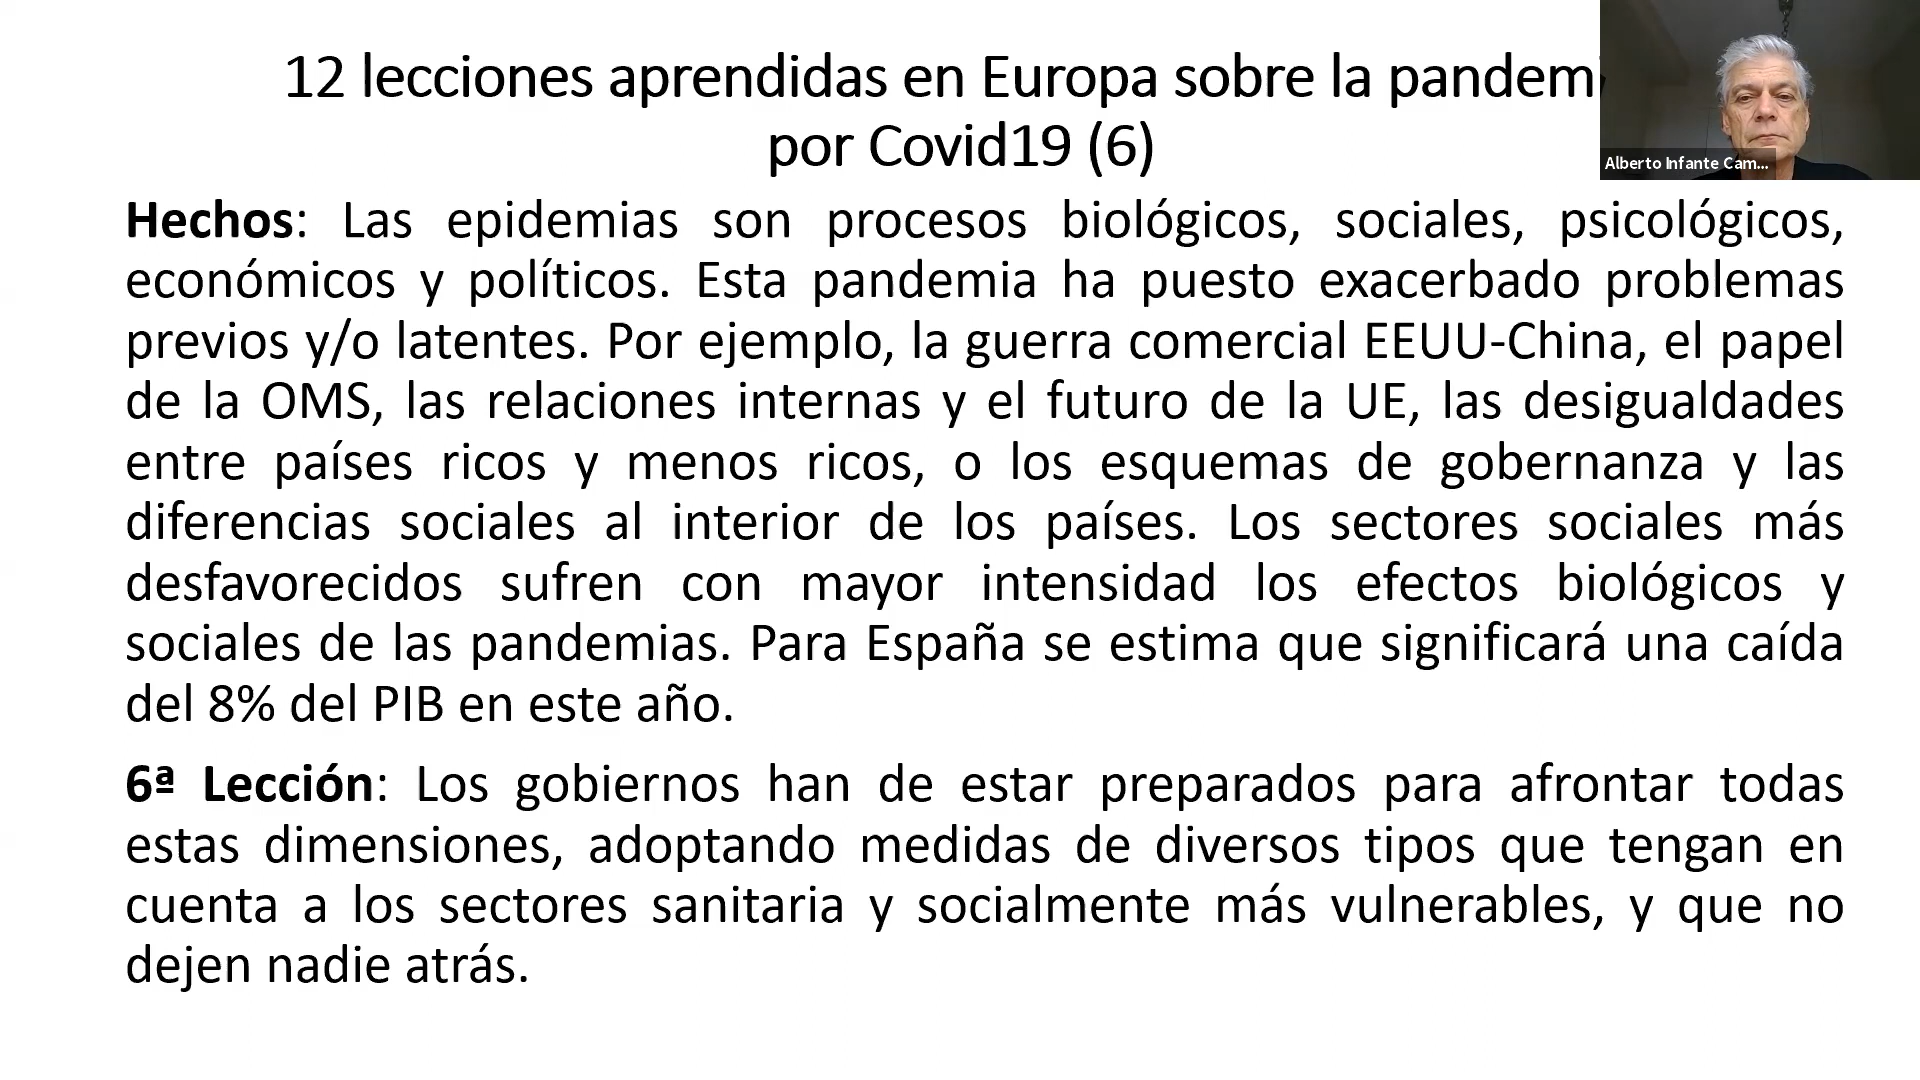 12 lecciones aprendidas en Europa sobre la pandemi
por Covid19 (6)
Alberto Infante Cam...
Hechos: Las epidemias son procesos biológicos, sociales, psicológicos,
económicos y políticos. Esta pandemia ha puesto exacerbado problemas
previos y/o latentes. Por ejemplo, la guerra comercial EEUU-China, el papel
de la OMS, las relaciones internas y el futuro de la UE, las desigualdades
entre países ricos y menos ricos, o los esquemas de gobernanza y las
diferencias sociales al interior de los países. Los sectores sociales más
desfavorecidos sufren con mayor intensidad los efectos biológicos y
sociales de las pandemias. Para España se estima que significará una caída
del 8% del PIB en este año.
6ª Lección: Los gobiernos han de estar preparados para afrontar todas
estas dimensiones, adoptando medidas de diversos tipos que tengan en
cuenta a los sectores sanitaria y socialmente más vulnerables, y que no
dejen nadie atrás.